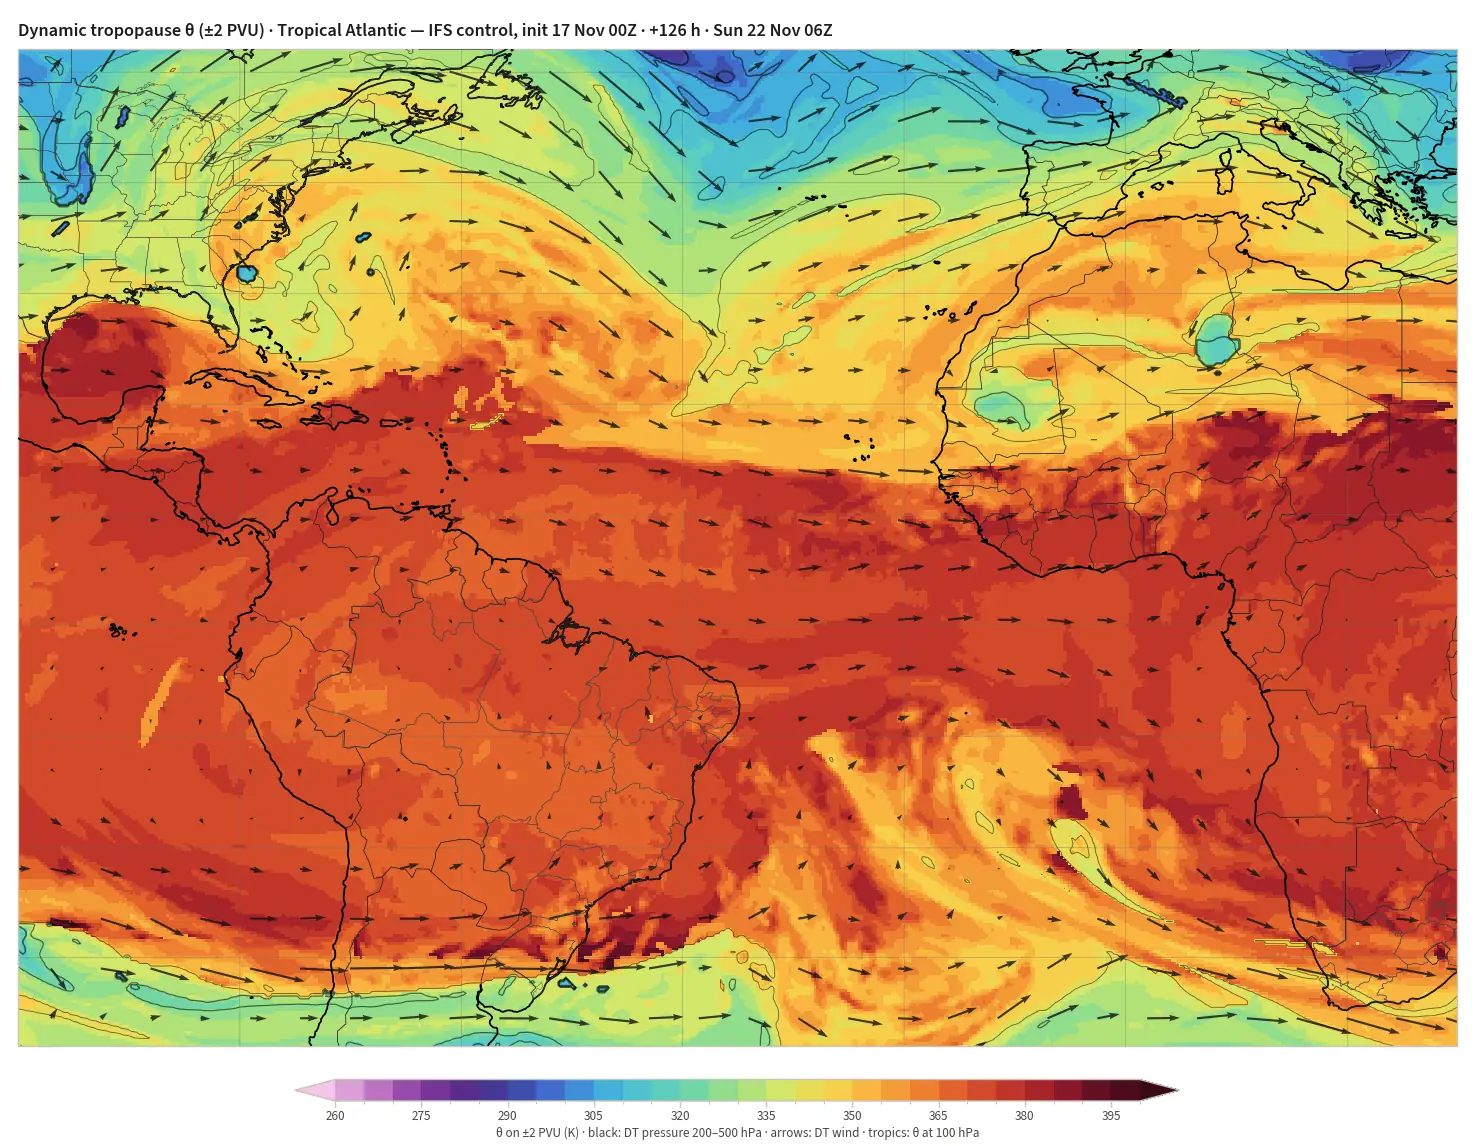 Dynamic tropopause θ (±2 PVU) · Tropical Atlantic — IFS control, init 17 Nov 00Z · +126 h · Sun 22 Nov 06Z
260 275 290 305 320 335 350 365 380 395
θ on ±2 PVU (K) · black: DT pressure 200–500 hPa · arrows: DT wind · tropics: θ at 100 hPa